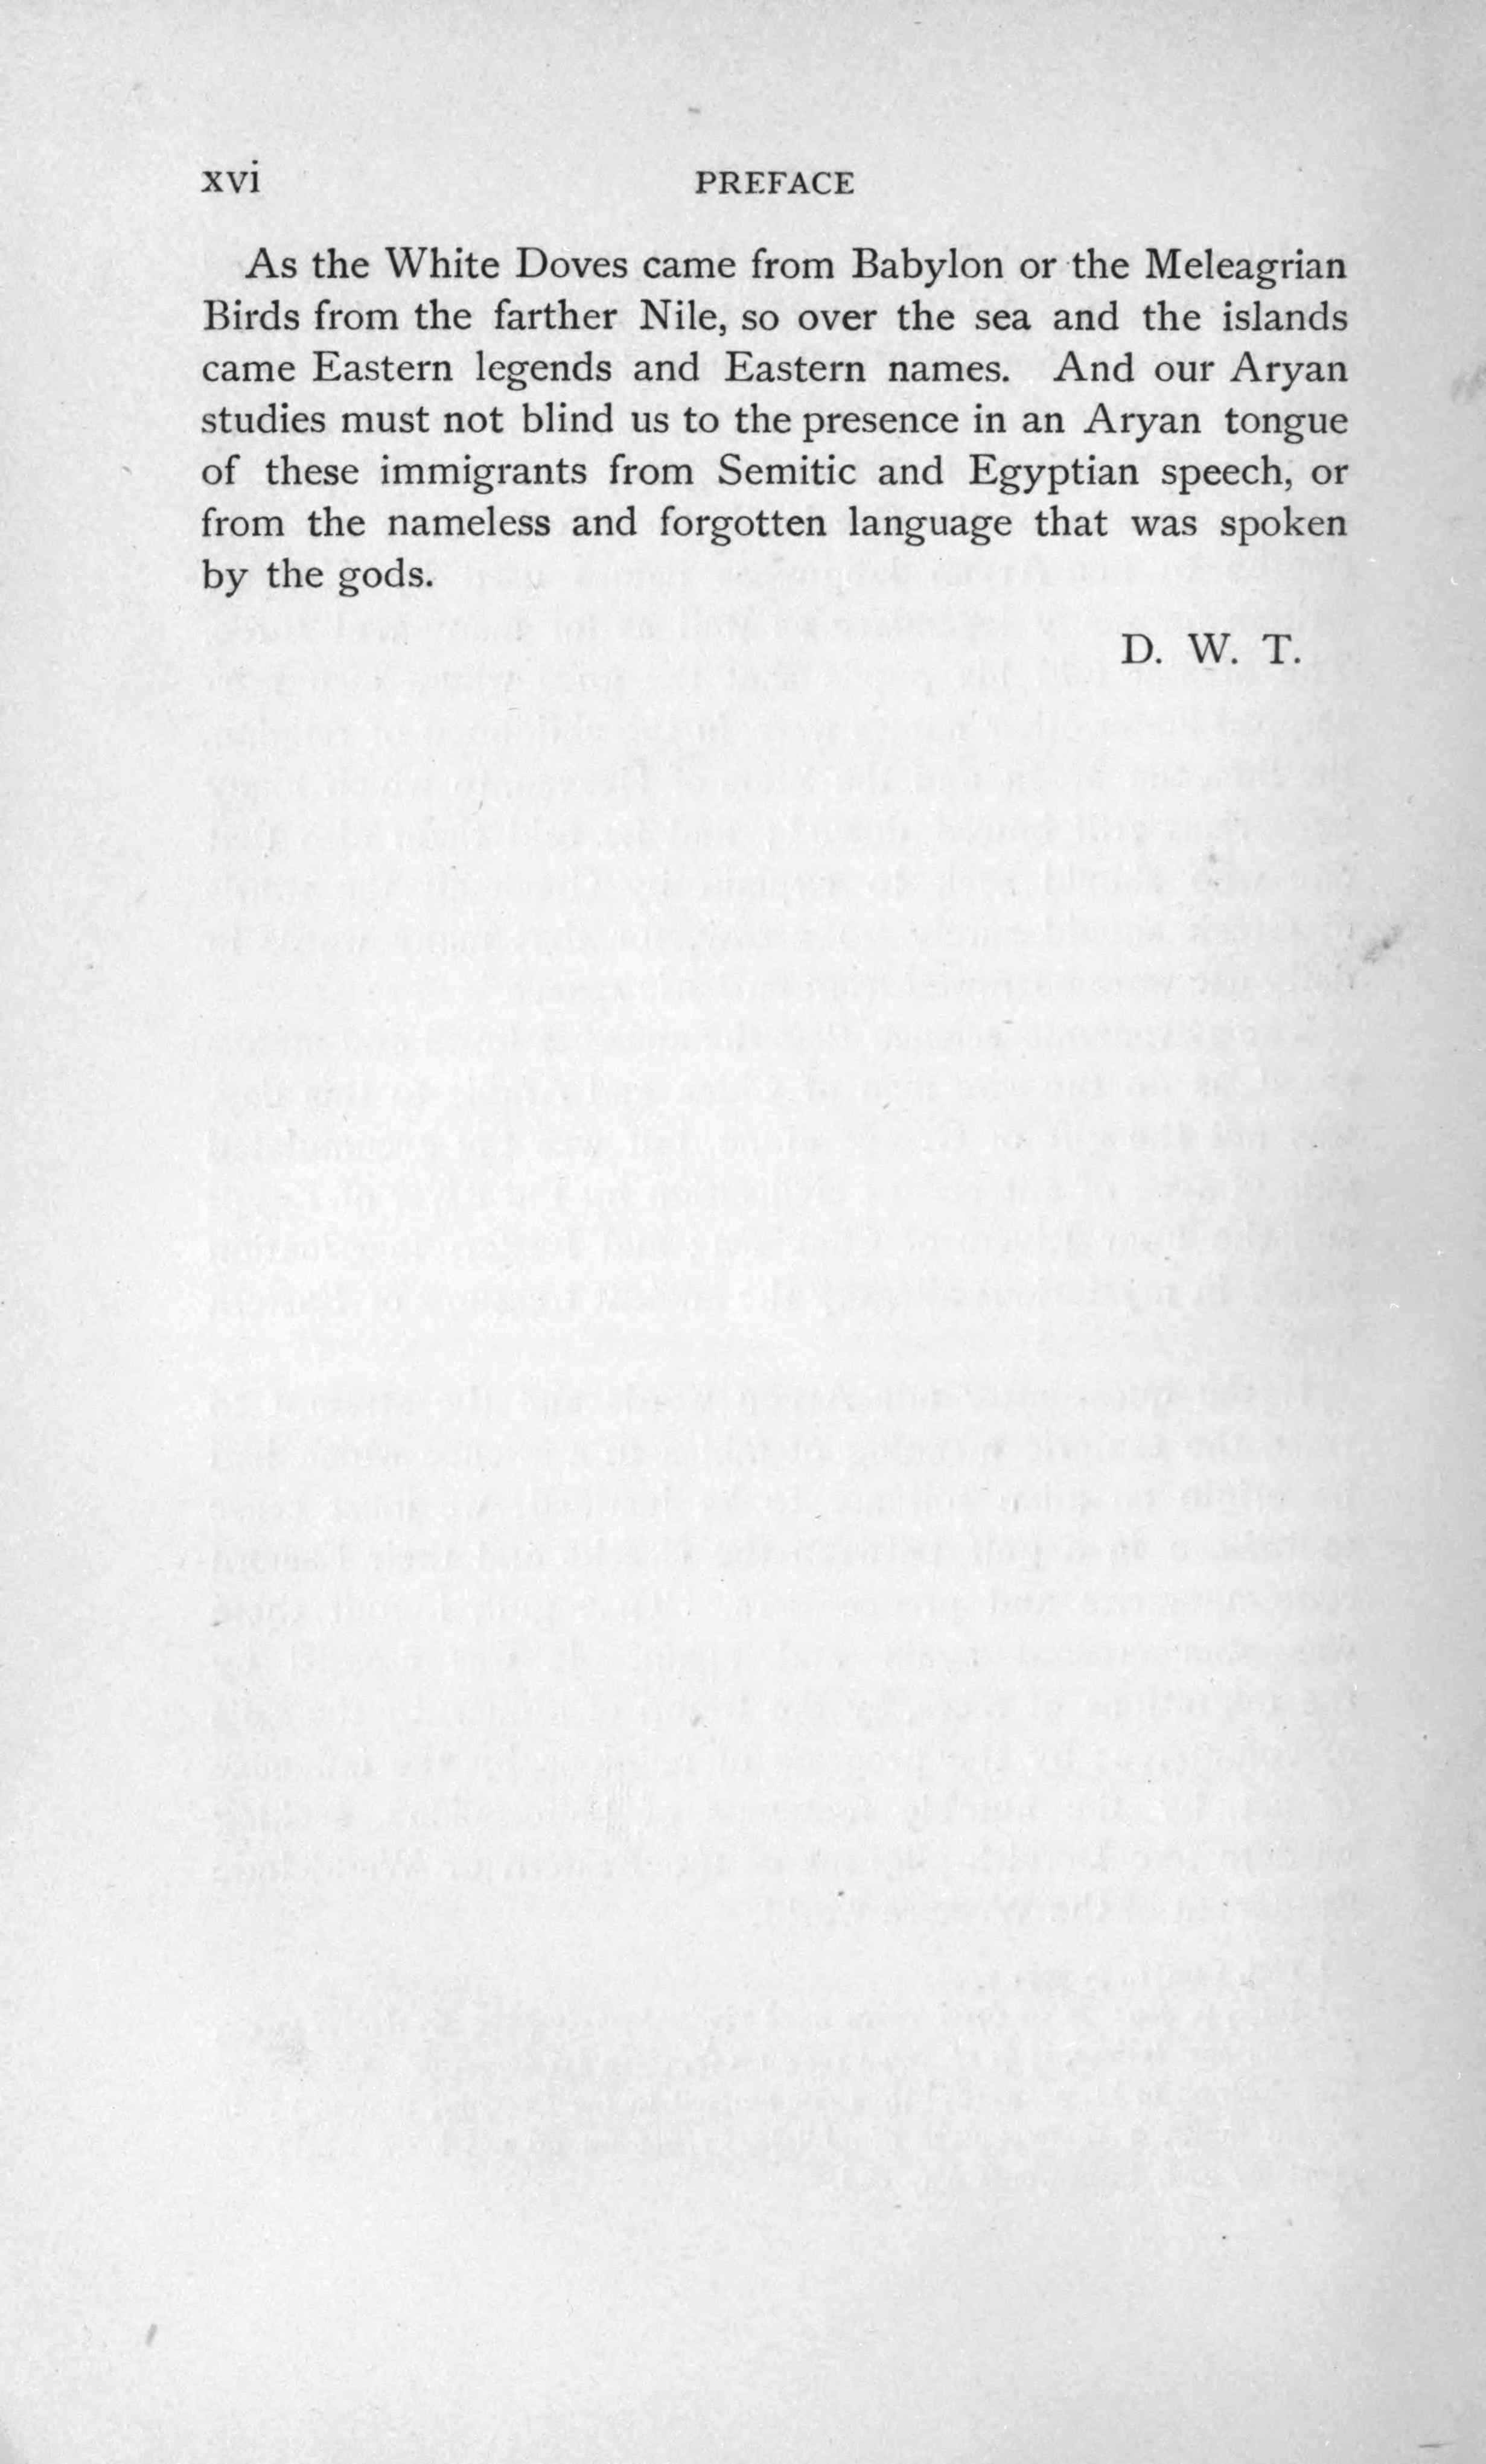 xvi PREFACE
As the White Doves came from Babylon or the Meleagrian
Birds from the farther Nile, so over the sea and the islands
came Eastern legends and Eastern names. And our Aryan
studies must not blind us to the presence in an Aryan tongue
of these immigrants from Semitic and Egyptian speech, or
from the nameless and forgotten language that was spoken
by the gods.
D. W. T.